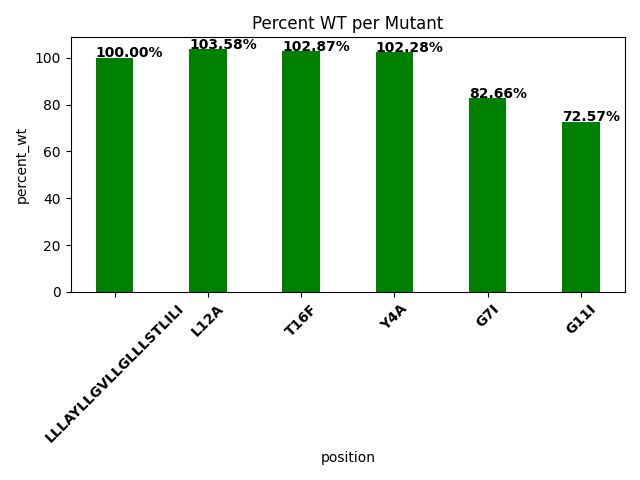 Percent WT per Mutant
percent_wt
100
80
60
40
20
0
100.00%
103.58%
102.87%
102.28%
82.66%
72.57%
LLLAYLLGVLLGLLLSTLILI
L12A
T16F
Y4A
G7I
G11I
position